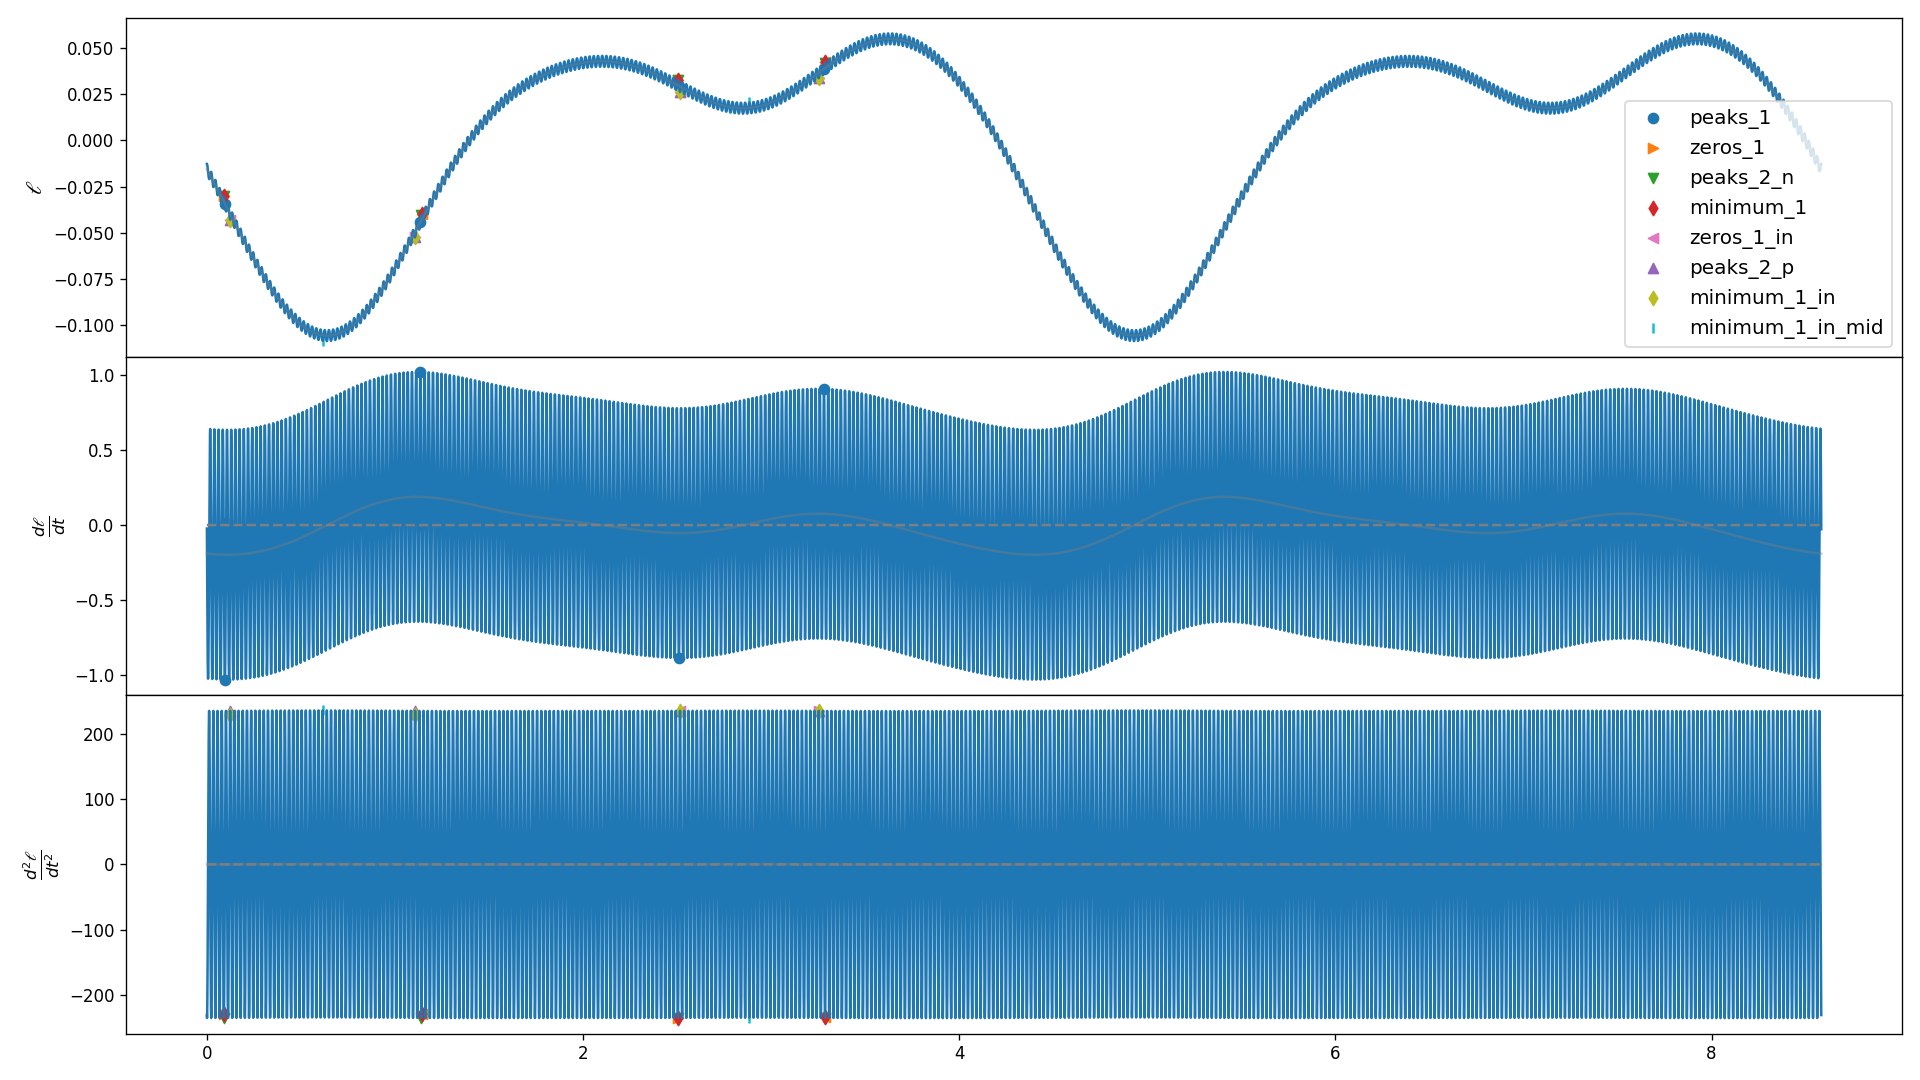 0.050
0.025
0.000
−0.025
−0.050
−0.075
−0.100
ℓ
peaks_1
zeros_1
peaks_2_n
minimum_1
zeros_1_in
peaks_2_p
minimum_1_in
minimum_1_in_mid
1.0
0.5
0.0
−0.5
−1.0
dℓ
dt
200
100
0
−100
−200
d²ℓ
dt²
0 2 4 6 8